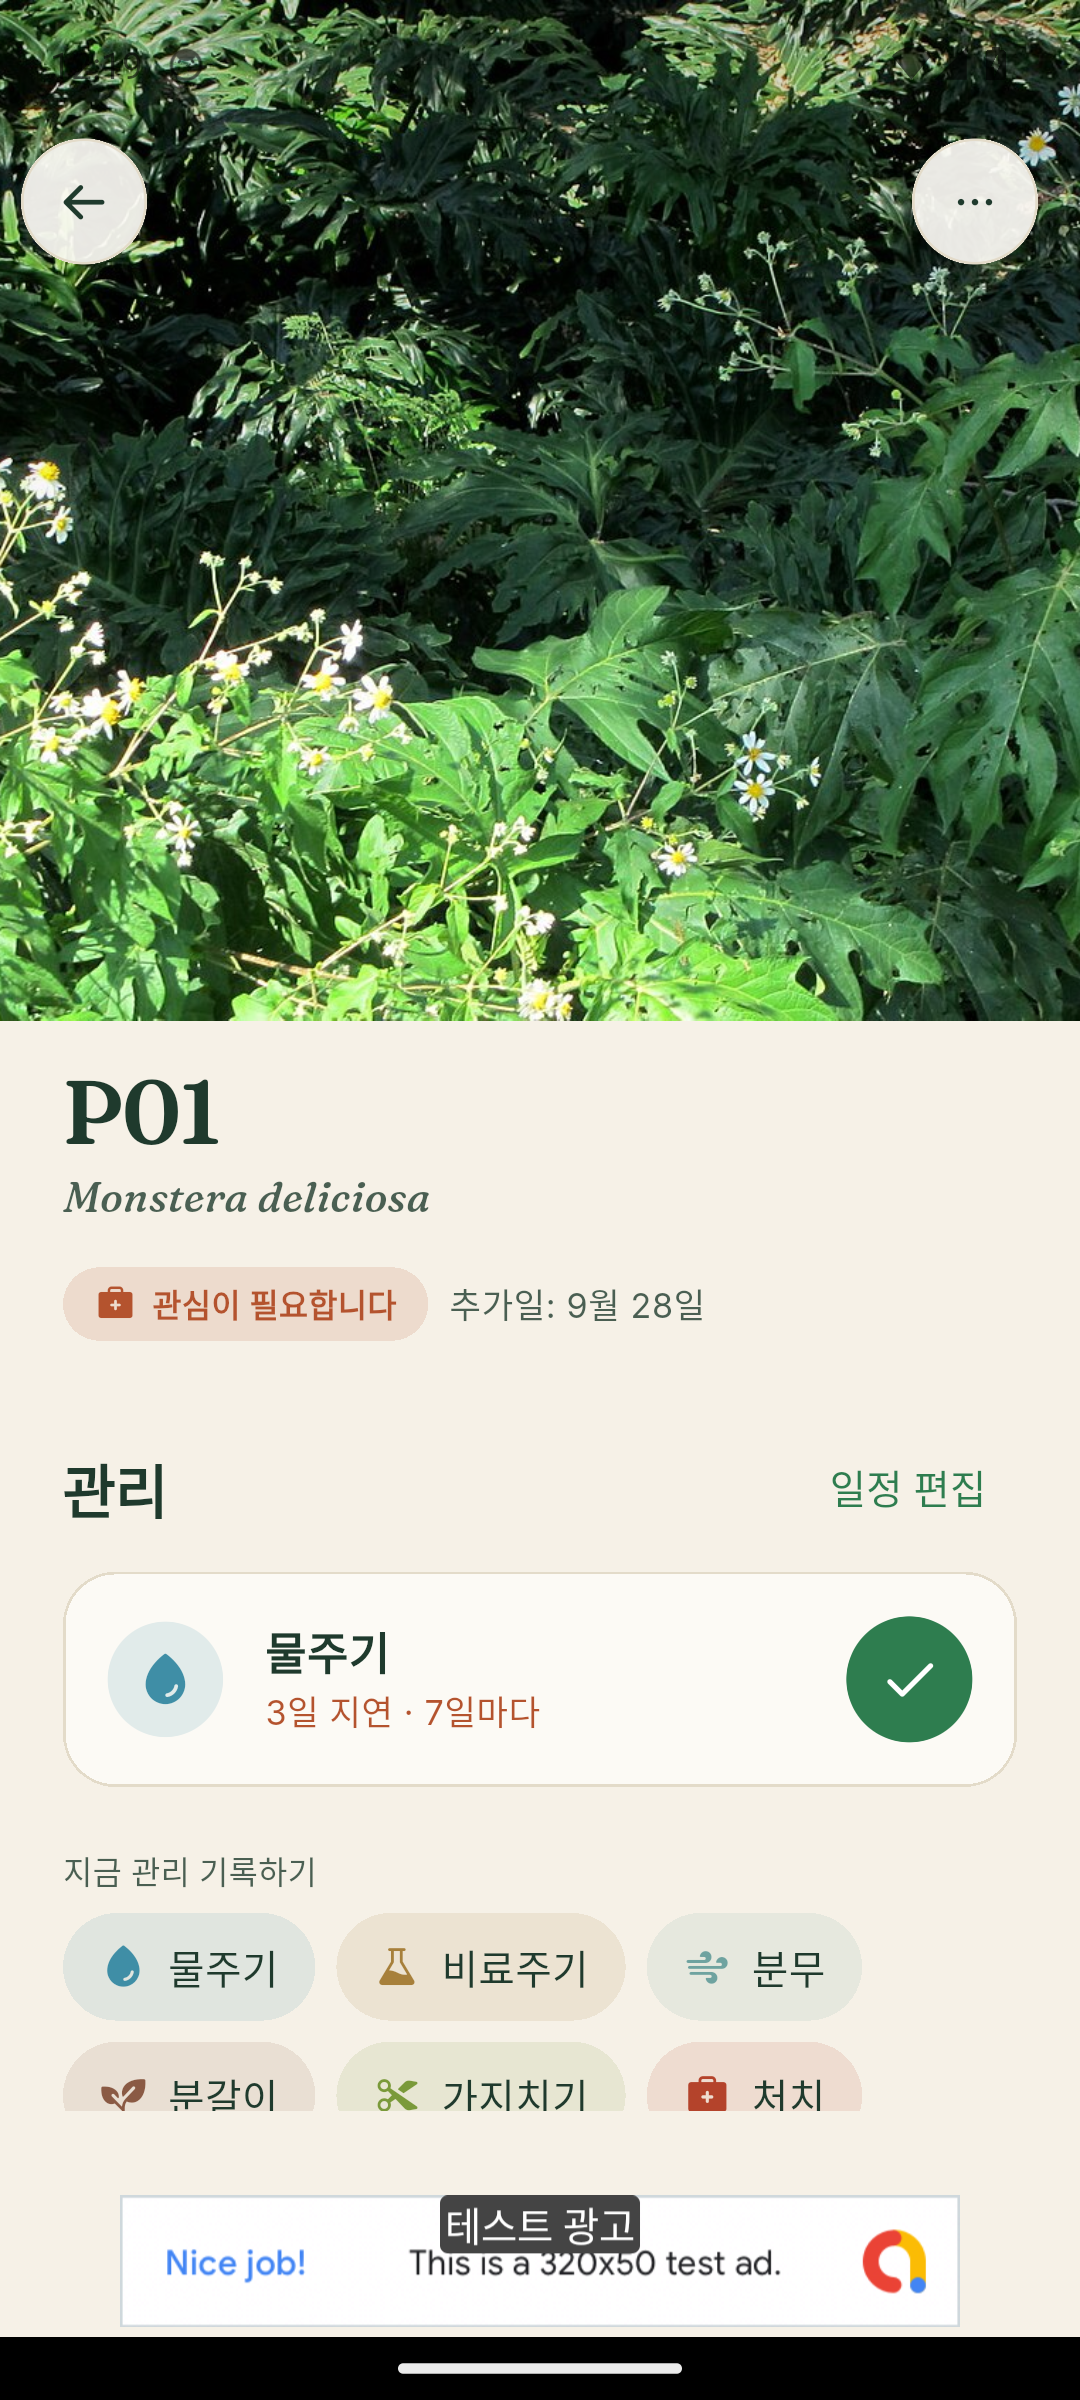 P01
Monstera deliciosa
관심이 필요합니다 추가일: 9월 28일
관리 일정 편집
물주기
3일 지연 · 7일마다
지금 관리 기록하기
물주기 비료주기 분무
분갈이 가지치기 처치
테스트 광고
Nice job! This is a 320x50 test ad.